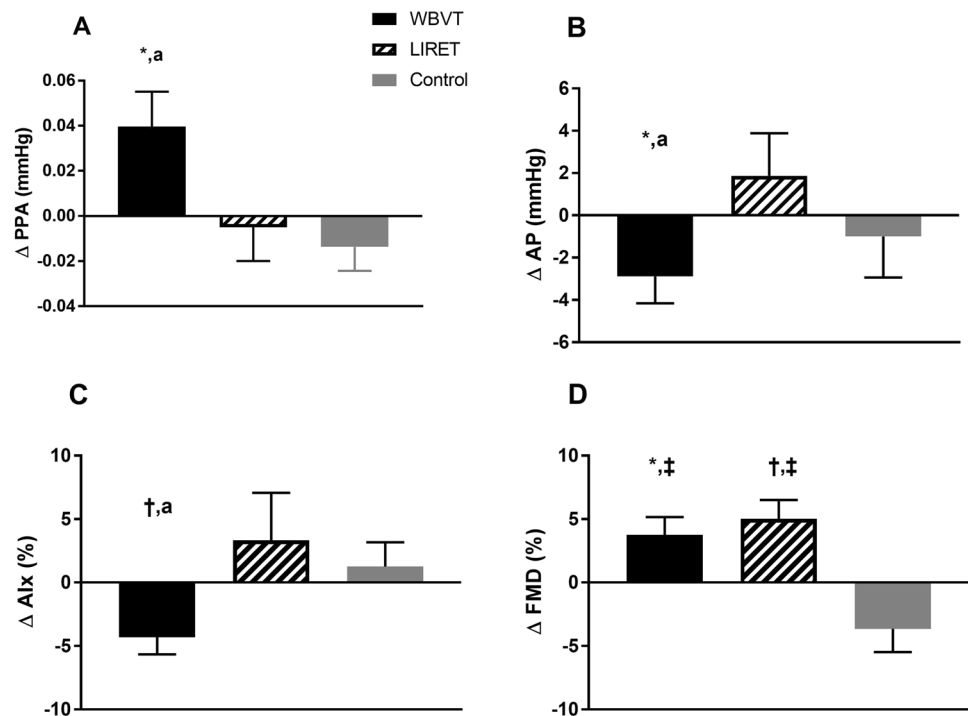 A
WBVT
LIRET
Control
*,a
0.06
0.04
0.02
0.00
-0.02
-0.04
Δ PPA (mmHg)
B
*,a
6
4
2
0
-2
-4
-6
Δ AP (mmHg)
C
†,a
10
5
0
-5
-10
Δ AIx (%)
D
*,‡
†,‡
10
5
0
-5
-10
Δ FMD (%)